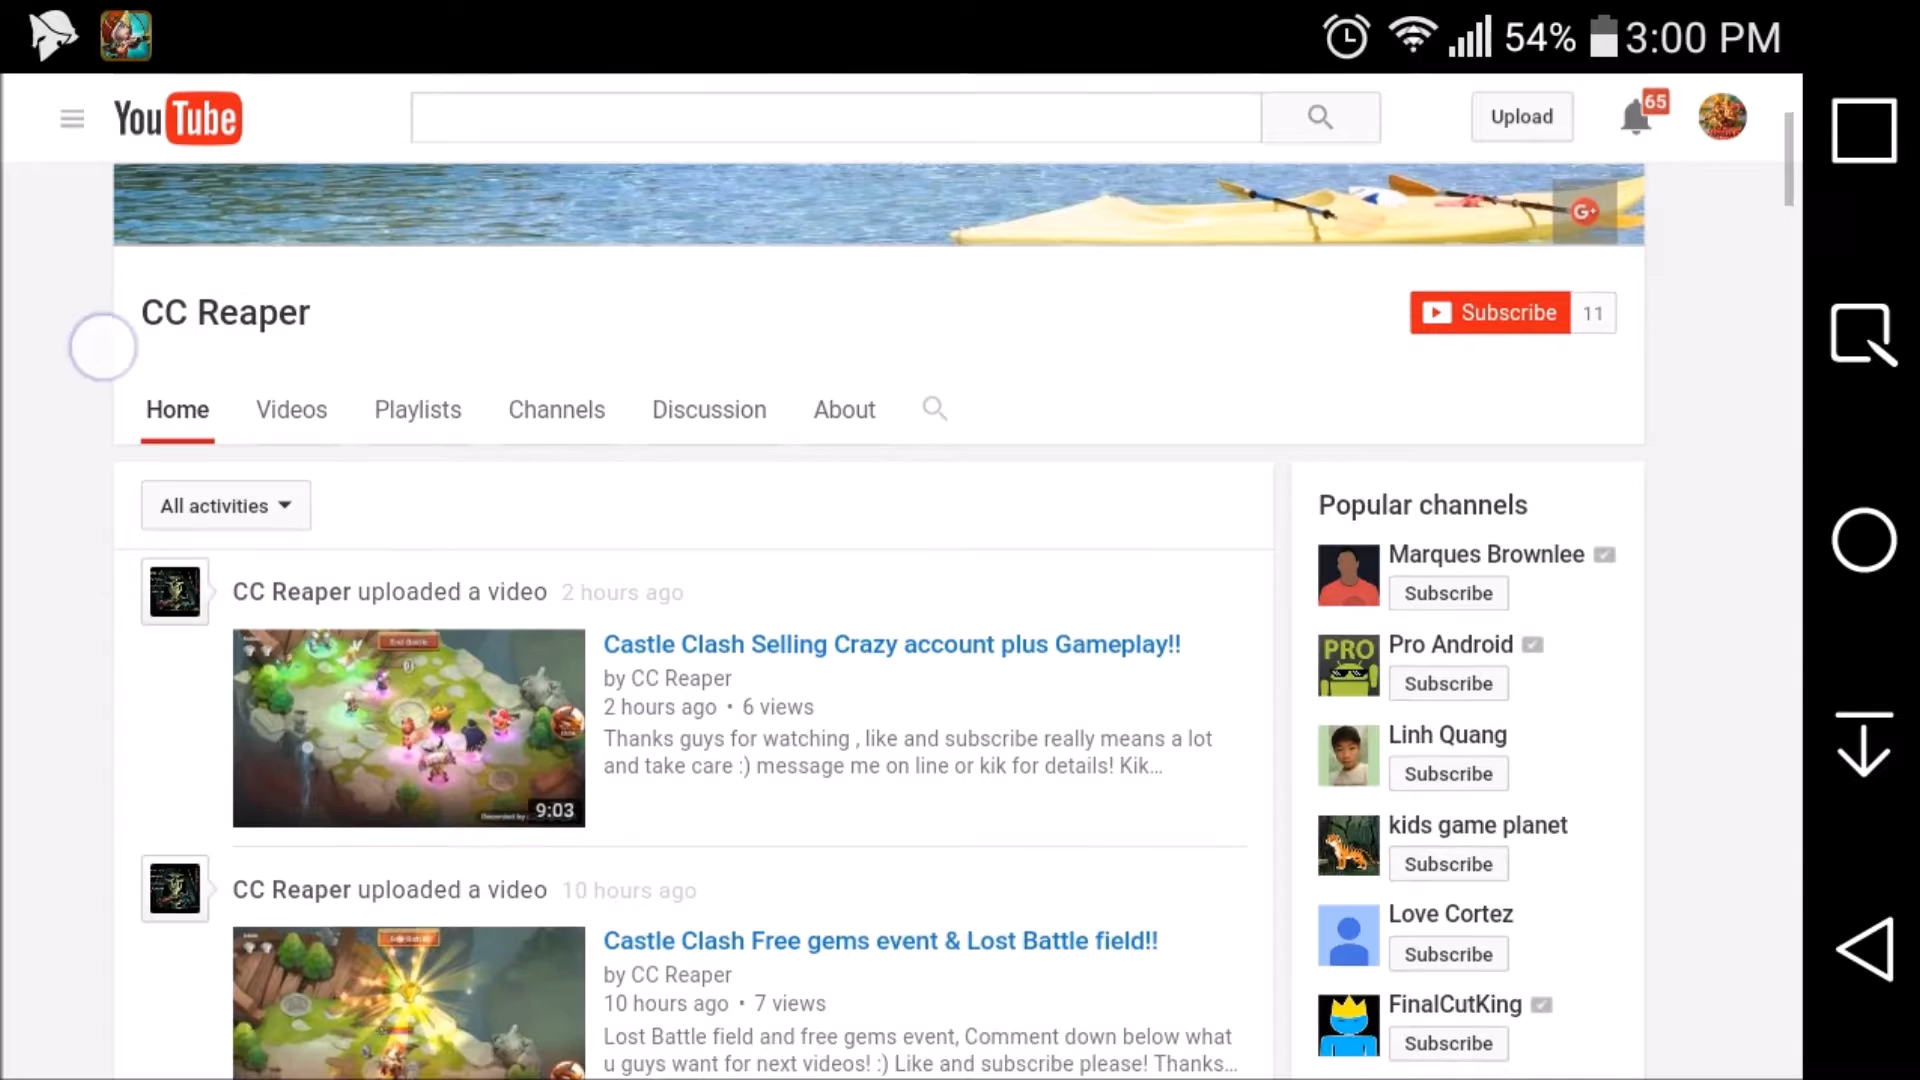 54% 3:00 PM
YouTube
Upload
65
G+
CC Reaper
Subscribe 11
Home Videos Playlists Channels Discussion About
All activities
CC Reaper uploaded a video 2 hours ago
Castle Clash Selling Crazy account plus Gameplay!!
by CC Reaper
2 hours ago • 6 views
Thanks guys for watching , like and subscribe really means a lot
and take care :) message me on line or kik for details! Kik...
End Battle
9:03
CC Reaper uploaded a video 10 hours ago
Castle Clash Free gems event & Lost Battle field!!
by CC Reaper
10 hours ago • 7 views
Lost Battle field and free gems event, Comment down below what
u guys want for next videos! :) Like and subscribe please! Thanks...
Popular channels
Marques Brownlee
Subscribe
PRO
Pro Android
Subscribe
Linh Quang
Subscribe
kids game planet
Subscribe
Love Cortez
Subscribe
FinalCutKing
Subscribe